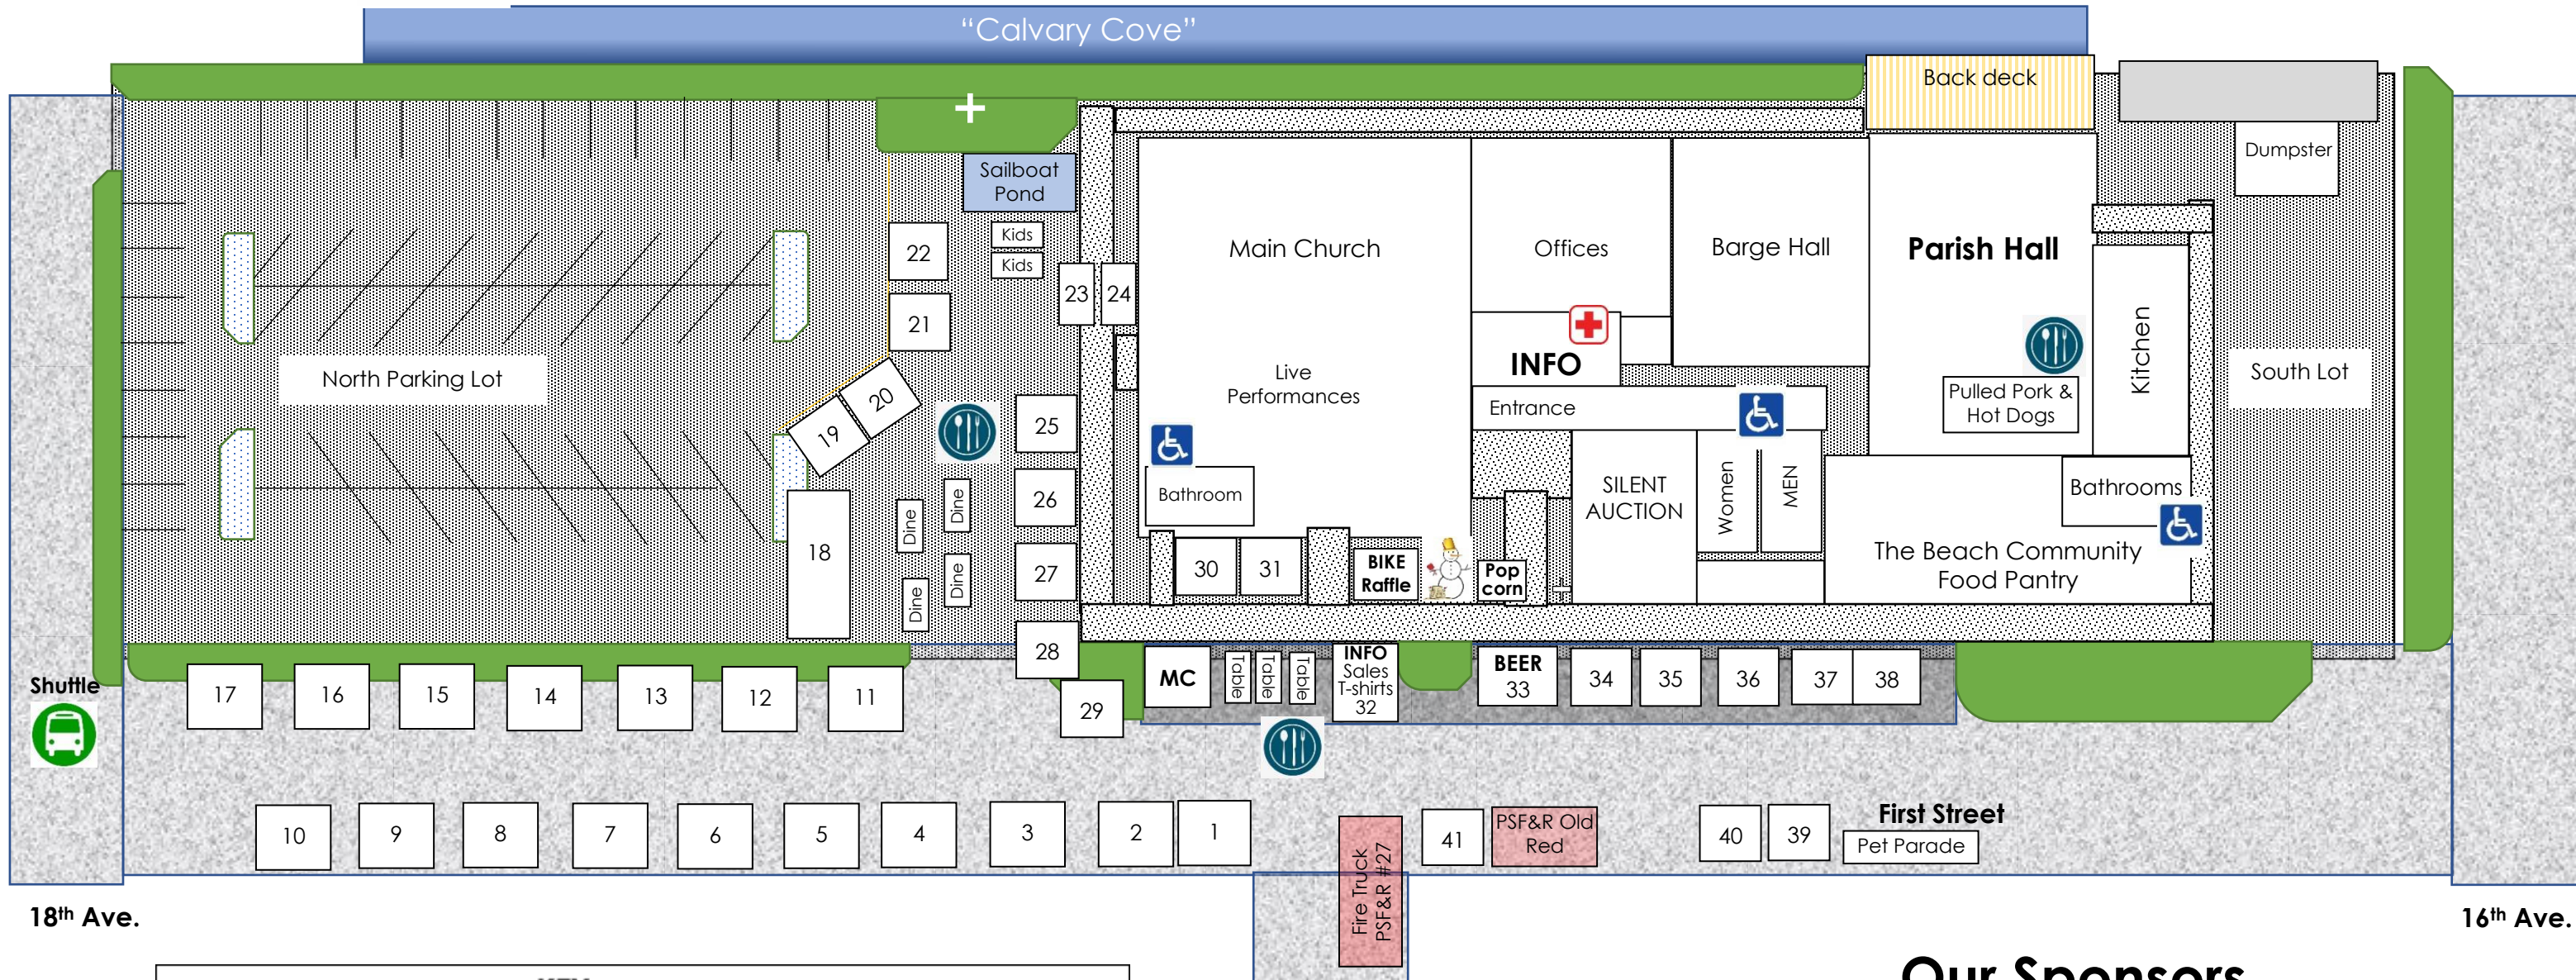 “Calvary Cove”
Back deck
Dumpster
Sailboat
Pond
Kids
Kids
22
21
23
24
Main Church
Live
Performances
Offices
Barge Hall
Parish Hall
Kitchen
South Lot
INFO
Entrance
Pulled Pork &
Hot Dogs
North Parking Lot
20
19
18
25
26
27
28
29
Dine
Dine
Dine
Dine
Bathroom
SILENT
AUCTION
Women
MEN
Bathrooms
The Beach Community
Food Pantry
30
31
BIKE
Raffle
Pop
corn
Shuttle
17
16
15
14
13
12
11
MC
Table
Table
Table
INFO
Sales
T-shirts
32
BEER
33
34
35
36
37
38
10
9
8
7
6
5
4
3
2
1
Fire Truck
PSF&R #27
41
PSF&R Old
Red
40
39
First Street
Pet Parade
18th Ave.
16th Ave.
Our Sponsors